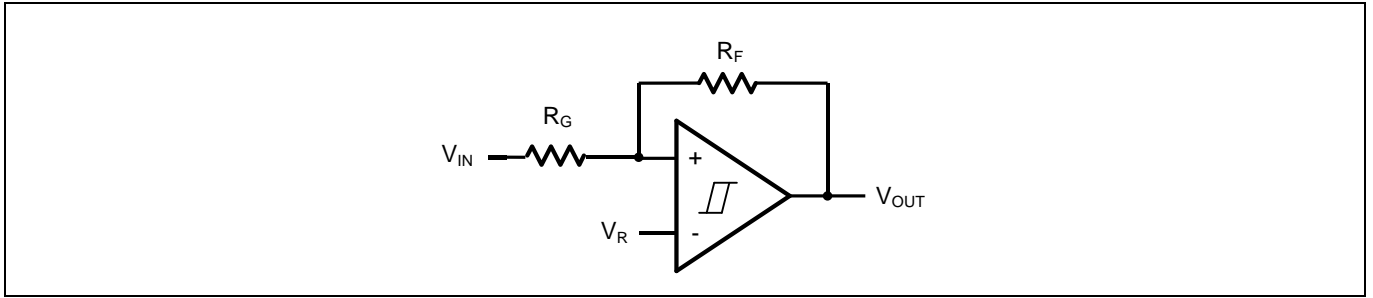 R_F
R_G
V_IN
+
V_OUT
V_R
-